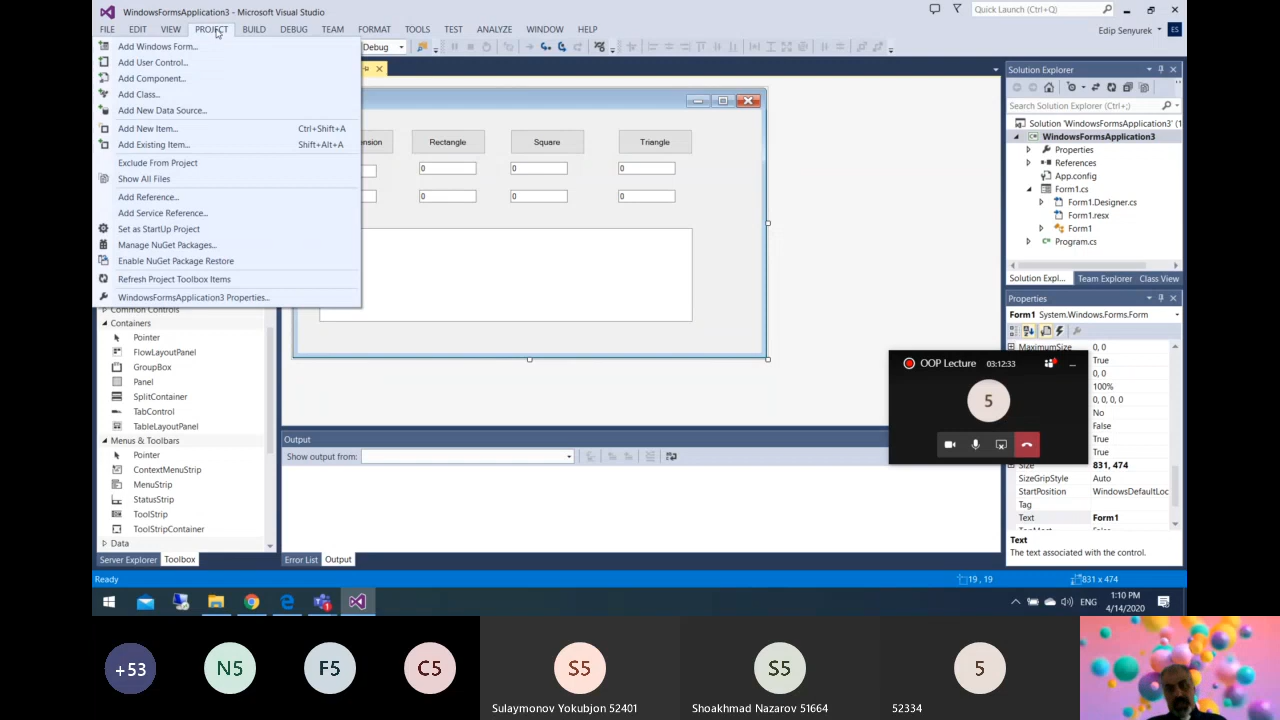 WindowsFormsApplication3 - Microsoft Visual Studio
Quick Launch (Ctrl+Q)
FILE EDIT VIEW PROJECT BUILD DEBUG TEAM FORMAT TOOLS TEST ANALYZE WINDOW HELP
Edip Senyurek ES
Debug
Add Windows Form...
Add User Control...
Add Component...
Add Class...
Add New Data Source...
Add New Item... Ctrl+Shift+A
Add Existing Item... Shift+Alt+A
Exclude From Project
Show All Files
Add Reference...
Add Service Reference...
Set as StartUp Project
Manage NuGet Packages...
Enable NuGet Package Restore
Refresh Project Toolbox Items
WindowsFormsApplication3 Properties...
Rectangle Square Triangle
0 0 0
0 0 0
Common Controls
Containers
Pointer
FlowLayoutPanel
GroupBox
Panel
SplitContainer
TabControl
TableLayoutPanel
Menus & Toolbars
Pointer
ContextMenuStrip
MenuStrip
StatusStrip
ToolStrip
ToolStripContainer
Data
Server Explorer Toolbox
Output
Show output from:
Error List Output
Solution Explorer
Search Solution Explorer (Ctrl+;)
Solution 'WindowsFormsApplication3' (1
WindowsFormsApplication3
Properties
References
App.config
Form1.cs
Form1.Designer.cs
Form1.resx
Form1
Program.cs
Solution Expl... Team Explorer Class View
Properties
Form1 System.Windows.Forms.Form
MaximumSize 0, 0
True
0, 0
100%
0, 0, 0, 0
No
False
True
True
Size 831, 474
SizeGripStyle Auto
StartPosition WindowsDefaultLoc
Tag
Text Form1
Text
The text associated with the control.
OOP Lecture 03:12:33
5
Ready
19 , 19
831 x 474
ENG
1:10 PM
4/14/2020
+53
N5
F5
C5
S5
Sulaymonov Yokubjon 52401
S5
Shoakhmad Nazarov 51664
5
52334